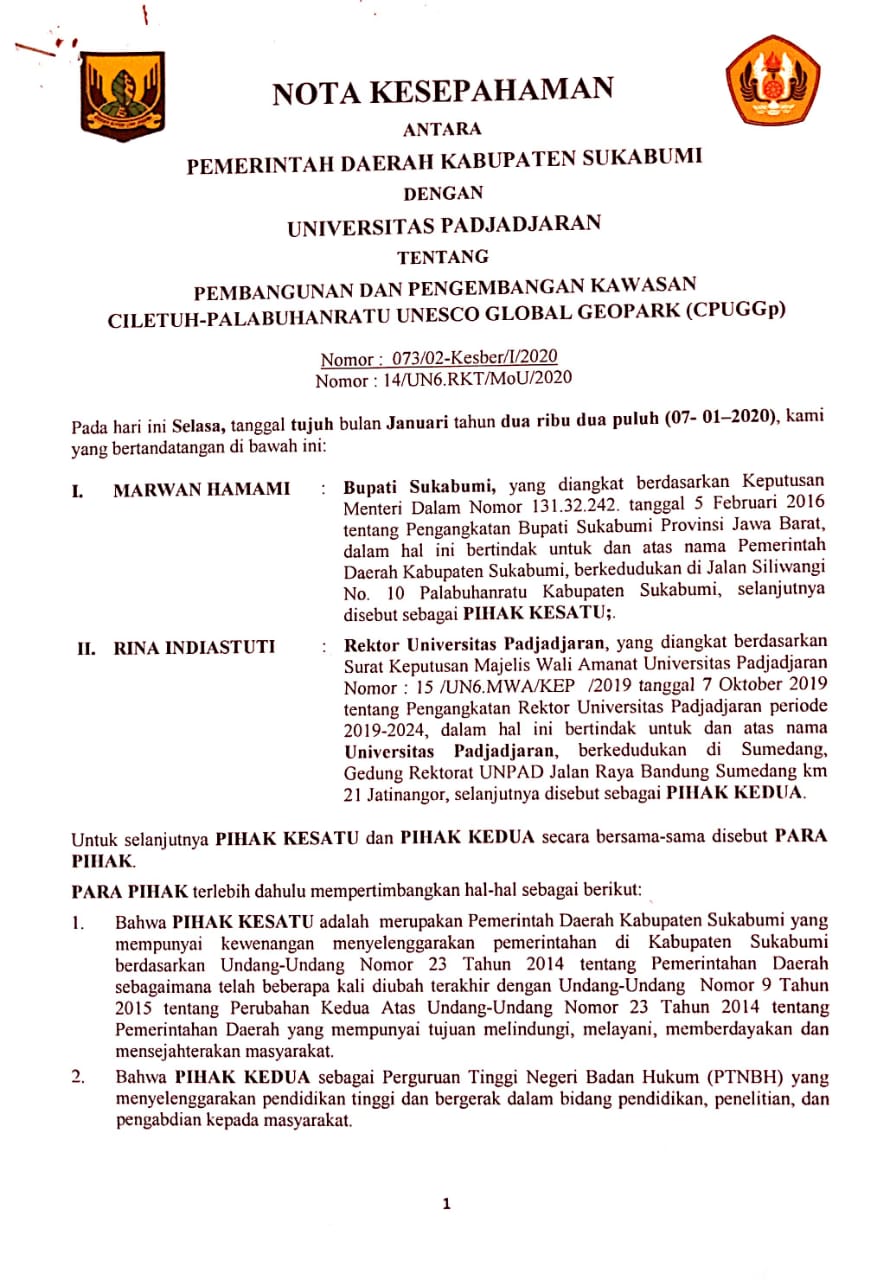 NOTA KESEPAHAMAN
ANTARA
PEMERINTAH DAERAH KABUPATEN SUKABUMI
DENGAN
UNIVERSITAS PADJADJARAN
TENTANG
PEMBANGUNAN DAN PENGEMBANGAN KAWASAN
CILETUH-PALABUHANRATU UNESCO GLOBAL GEOPARK (CPUGGp)
Nomor : 073/02-Kesber/I/2020
Nomor : 14/UN6.RKT/MoU/2020
Pada hari ini Selasa, tanggal tujuh bulan Januari tahun dua ribu dua puluh (07- 01–2020), kami
yang bertandatangan di bawah ini:
I. MARWAN HAMAMI : Bupati Sukabumi, yang diangkat berdasarkan Keputusan
Menteri Dalam Nomor 131.32.242. tanggal 5 Februari 2016
tentang Pengangkatan Bupati Sukabumi Provinsi Jawa Barat,
dalam hal ini bertindak untuk dan atas nama Pemerintah
Daerah Kabupaten Sukabumi, berkedudukan di Jalan Siliwangi
No. 10 Palabuhanratu Kabupaten Sukabumi, selanjutnya
disebut sebagai PIHAK KESATU;.
II. RINA INDIASTUTI : Rektor Universitas Padjadjaran, yang diangkat berdasarkan
Surat Keputusan Majelis Wali Amanat Universitas Padjadjaran
Nomor : 15 /UN6.MWA/KEP /2019 tanggal 7 Oktober 2019
tentang Pengangkatan Rektor Universitas Padjadjaran periode
2019-2024, dalam hal ini bertindak untuk dan atas nama
Universitas Padjadjaran, berkedudukan di Sumedang,
Gedung Rektorat UNPAD Jalan Raya Bandung Sumedang km
21 Jatinangor, selanjutnya disebut sebagai PIHAK KEDUA.
Untuk selanjutnya PIHAK KESATU dan PIHAK KEDUA secara bersama-sama disebut PARA
PIHAK.
PARA PIHAK terlebih dahulu mempertimbangkan hal-hal sebagai berikut:
1. Bahwa PIHAK KESATU adalah merupakan Pemerintah Daerah Kabupaten Sukabumi yang
mempunyai kewenangan menyelenggarakan pemerintahan di Kabupaten Sukabumi
berdasarkan Undang-Undang Nomor 23 Tahun 2014 tentang Pemerintahan Daerah
sebagaimana telah beberapa kali diubah terakhir dengan Undang-Undang Nomor 9 Tahun
2015 tentang Perubahan Kedua Atas Undang-Undang Nomor 23 Tahun 2014 tentang
Pemerintahan Daerah yang mempunyai tujuan melindungi, melayani, memberdayakan dan
mensejahterakan masyarakat.
2. Bahwa PIHAK KEDUA sebagai Perguruan Tinggi Negeri Badan Hukum (PTNBH) yang
menyelenggarakan pendidikan tinggi dan bergerak dalam bidang pendidikan, penelitian, dan
pengabdian kepada masyarakat.
1